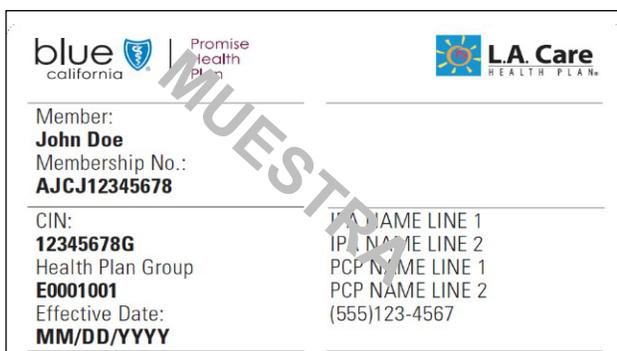 blue
california
Promise
Health
Plan
L.A. Care
HEALTH PLAN®
MUESTRA
Member:
John Doe
Membership No.:
AJCJ12345678
CIN:
12345678G
Health Plan Group
E0001001
Effective Date:
MM/DD/YYYY
IPA NAME LINE 1
IPA NAME LINE 2
PCP NAME LINE 1
PCP NAME LINE 2
(555)123-4567